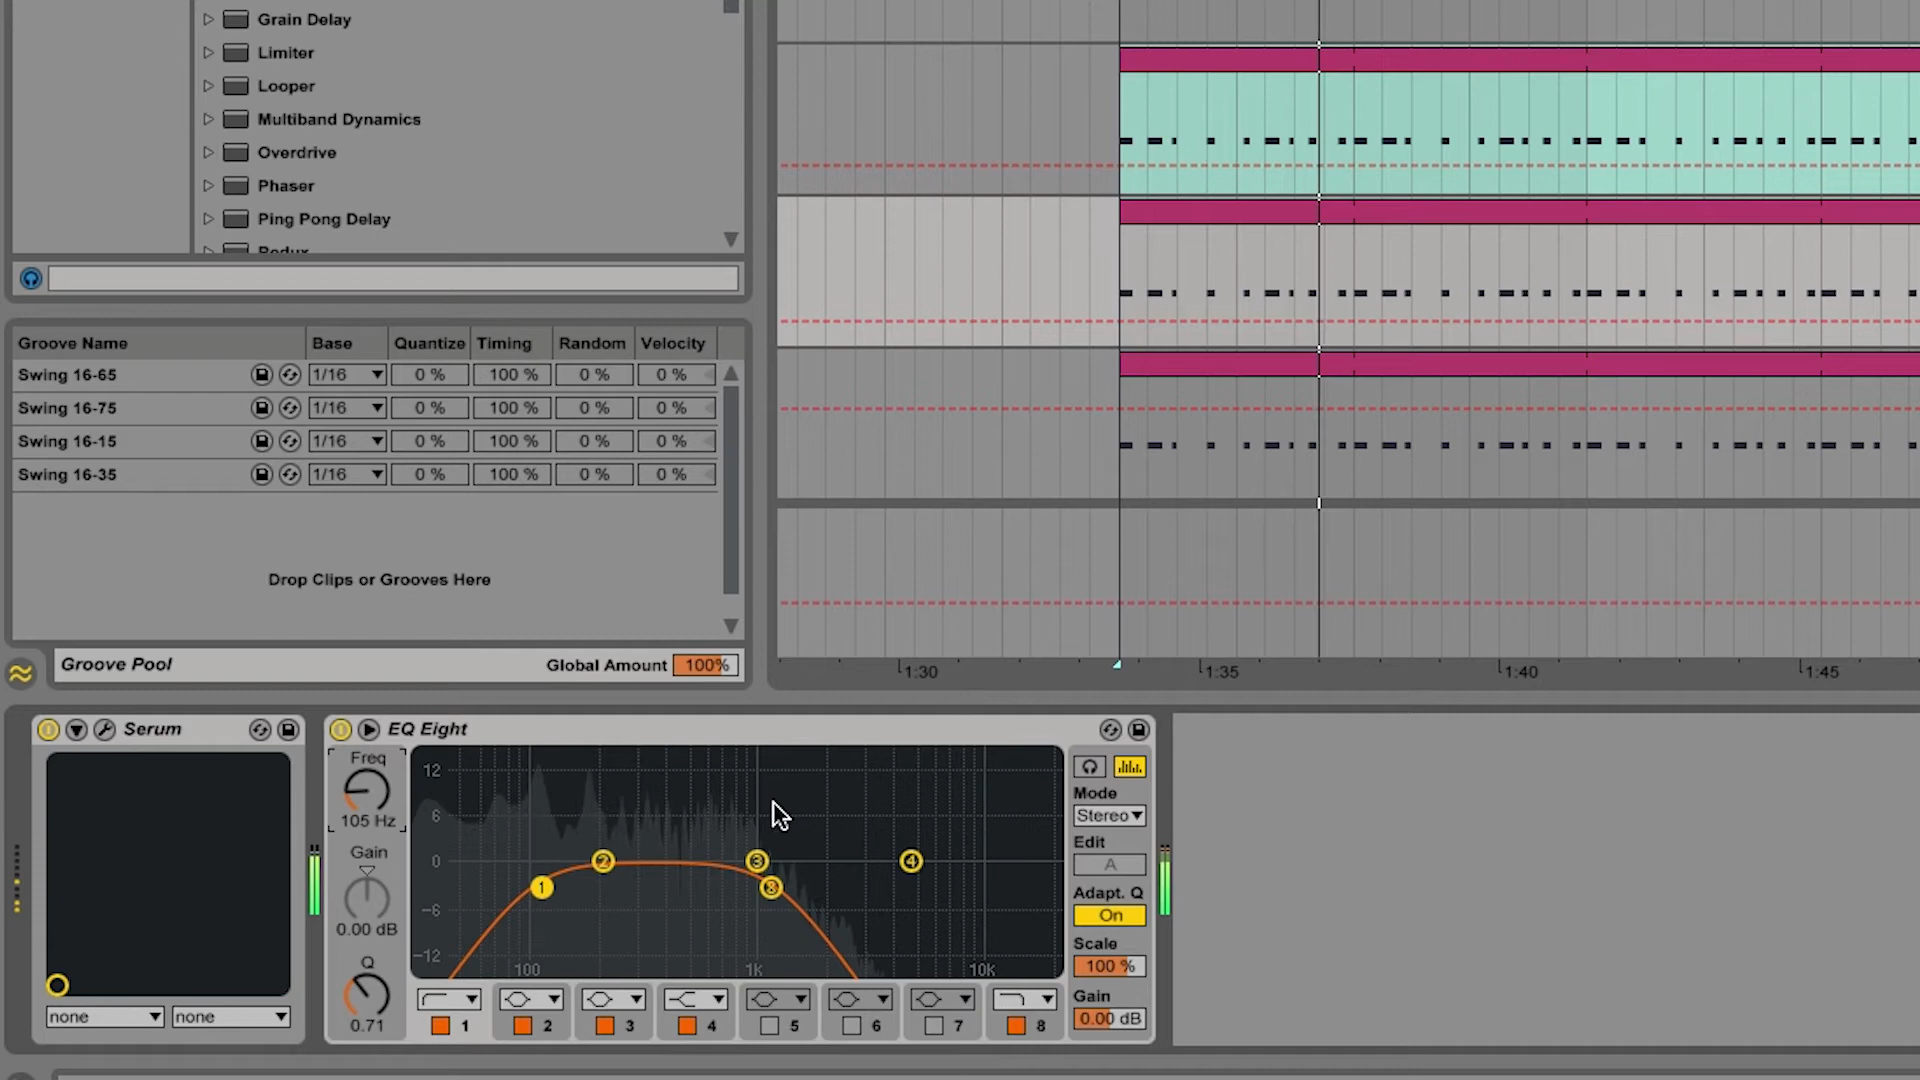 Grain Delay
Limiter
Looper
Multiband Dynamics
Overdrive
Phaser
Ping Pong Delay
Redux
Groove Name Base Quantize Timing Random Velocity
Swing 16-65 1/16 0 % 100 % 0 % 0 %
Swing 16-75 1/16 0 % 100 % 0 % 0 %
Swing 16-15 1/16 0 % 100 % 0 % 0 %
Swing 16-35 1/16 0 % 100 % 0 % 0 %
Drop Clips or Grooves Here
Groove Pool Global Amount 100%
1:30 1:35 1:40 1:45
Serum
none none
EQ Eight
Freq
105 Hz
Gain
0.00 dB
Q
0.71
12
6
0
-6
-12
100 1k 10k
1 2 3 8 4
1 2 3 4 5 6 7 8
Mode
Stereo
Edit
A
Adapt. Q
On
Scale
100 %
Gain
0.00 dB